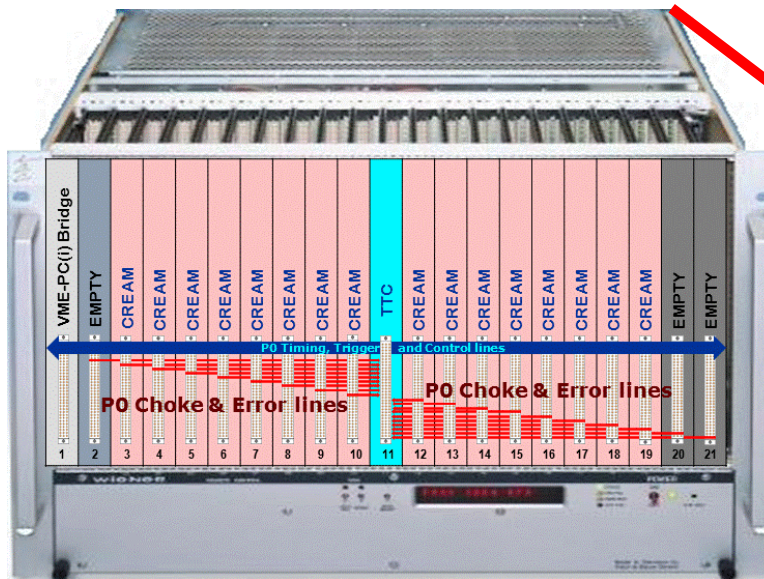 VME-PC(i) Bridge
EMPTY
CREAM
CREAM
CREAM
CREAM
CREAM
CREAM
CREAM
CREAM
TTC
CREAM
CREAM
CREAM
CREAM
CREAM
CREAM
CREAM
CREAM
EMPTY
EMPTY
P0 Timing, Trigger and Control lines
P0 Choke & Error lines
P0 Choke & Error lines
1 2 3 4 5 6 7 8 9 10 11 12 13 14 15 16 17 18 19 20 21